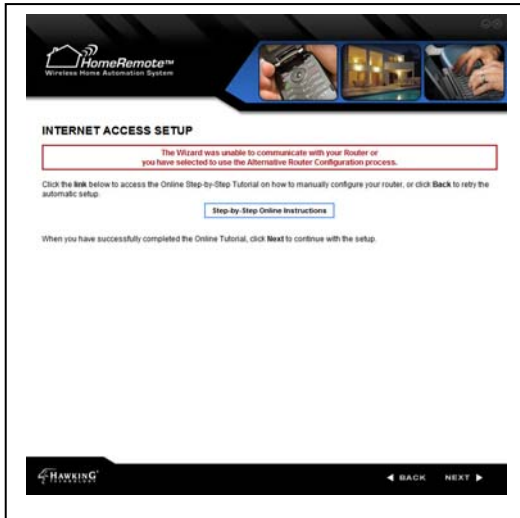 HomeRemote™
Wireless Home Automation System
INTERNET ACCESS SETUP
The Wizard was unable to communicate with your Router or
you have selected to use the Alternative Router Configuration process.
Click the link below to access the Online Step-by-Step Tutorial on how to manually configure your router, or click Back to retry the
automatic setup.
Step-by-Step Online Instructions
When you have successfully completed the Online Tutorial, click Next to continue with the setup.
HAWKING
TECHNOLOGY
BACK NEXT